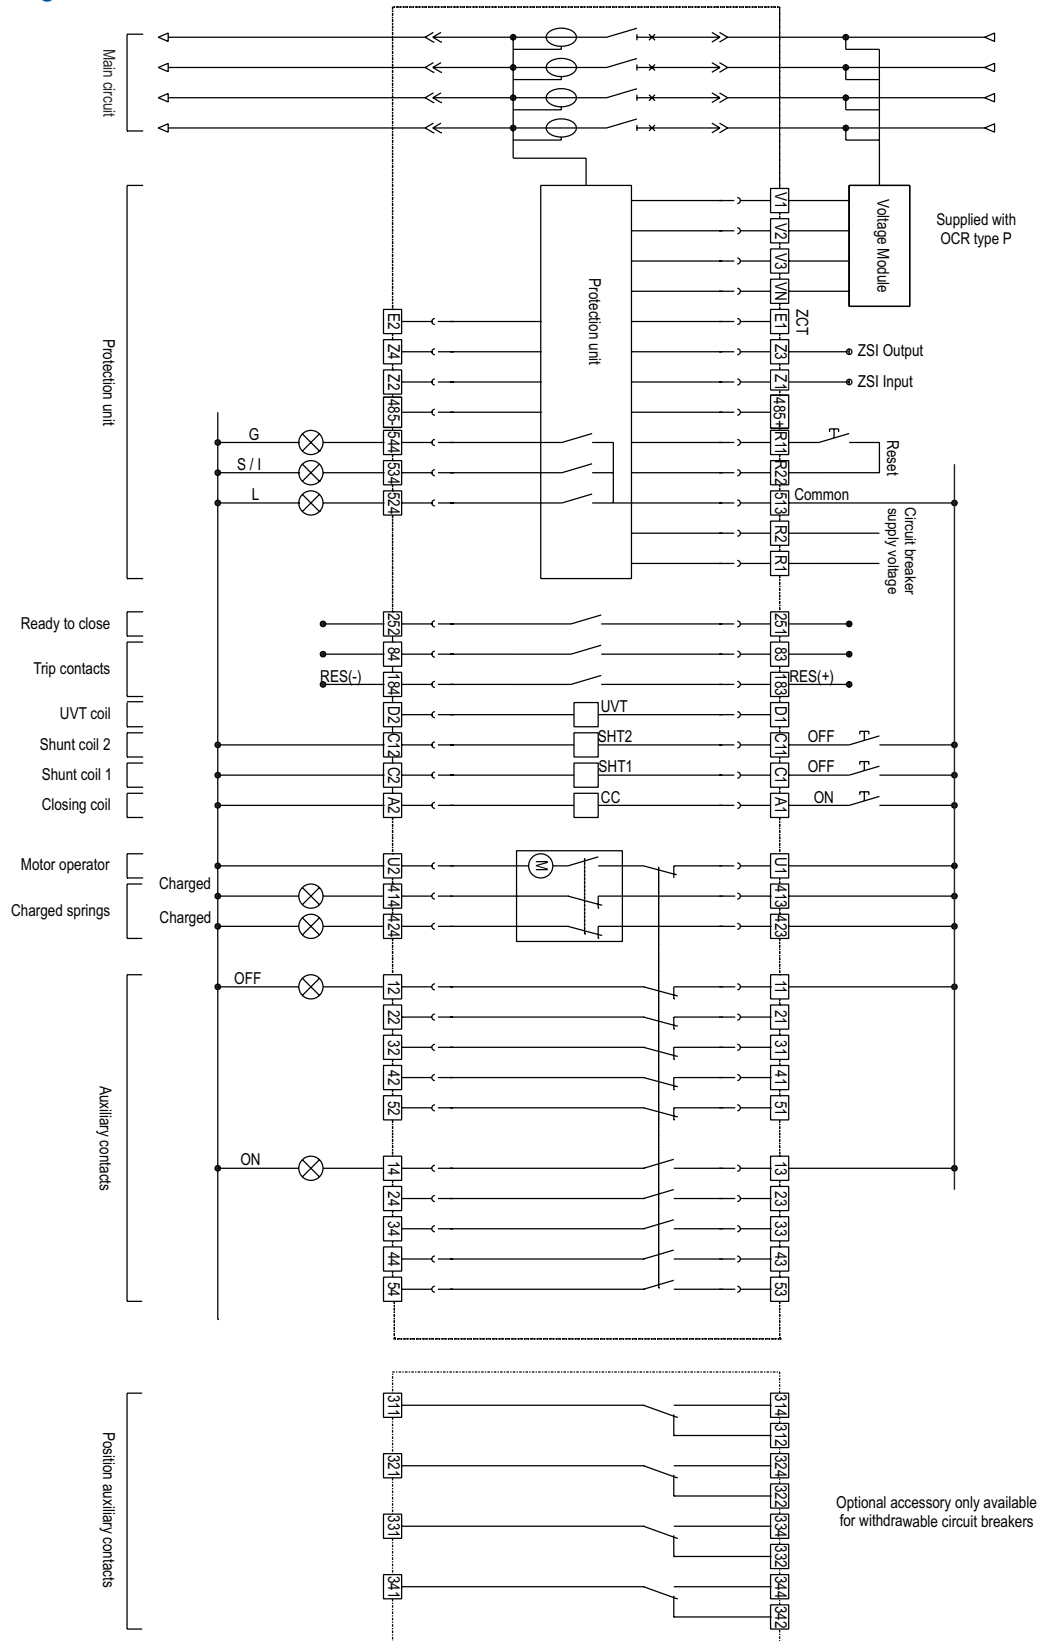 Main circuit
V1
Voltage Module
Supplied with
OCR type P
V2
V3
VN
Protection unit
Protection unit
E2
E1
ZCT
Z4
Z3
ZSI Output
Z2
Z1
ZSI Input
485-
485+
G
544
R11
Reset
S / I
534
R22
L
524
513
Common
R2
Circuit breaker
supply voltage
R1
Ready to close
252
251
Trip contacts
84
83
RES(-)
184
183
RES(+)
UVT coil
D2
UVT
D1
Shunt coil 2
C12
SHT2
C11
OFF
Shunt coil 1
C2
SHT1
C1
OFF
Closing coil
A2
CC
A1
ON
Motor operator
U2
M
U1
Charged springs
Charged
414
413
Charged
424
423
Auxiliary contacts
OFF
12
11
22
21
32
31
42
41
52
51
ON
14
13
24
23
34
33
44
43
54
53
Position auxiliary contacts
311
314
312
321
324
322
Optional accessory only available
for withdrawable circuit breakers
331
334
332
341
344
342